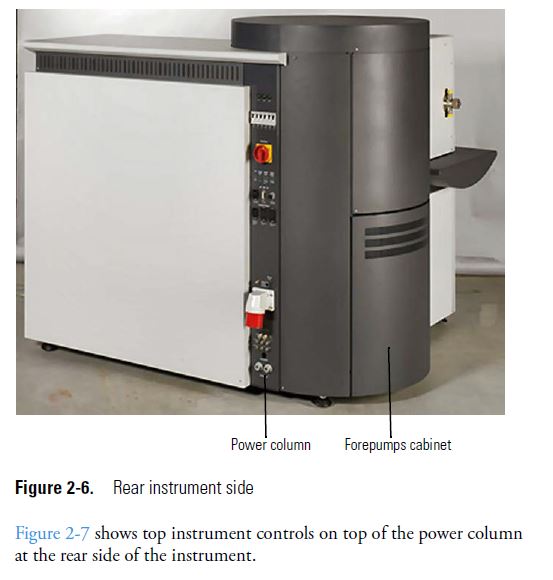 Power column
Forepumps cabinet
Figure 2-6. Rear instrument side
Figure 2-7 shows top instrument controls on top of the power column
at the rear side of the instrument.